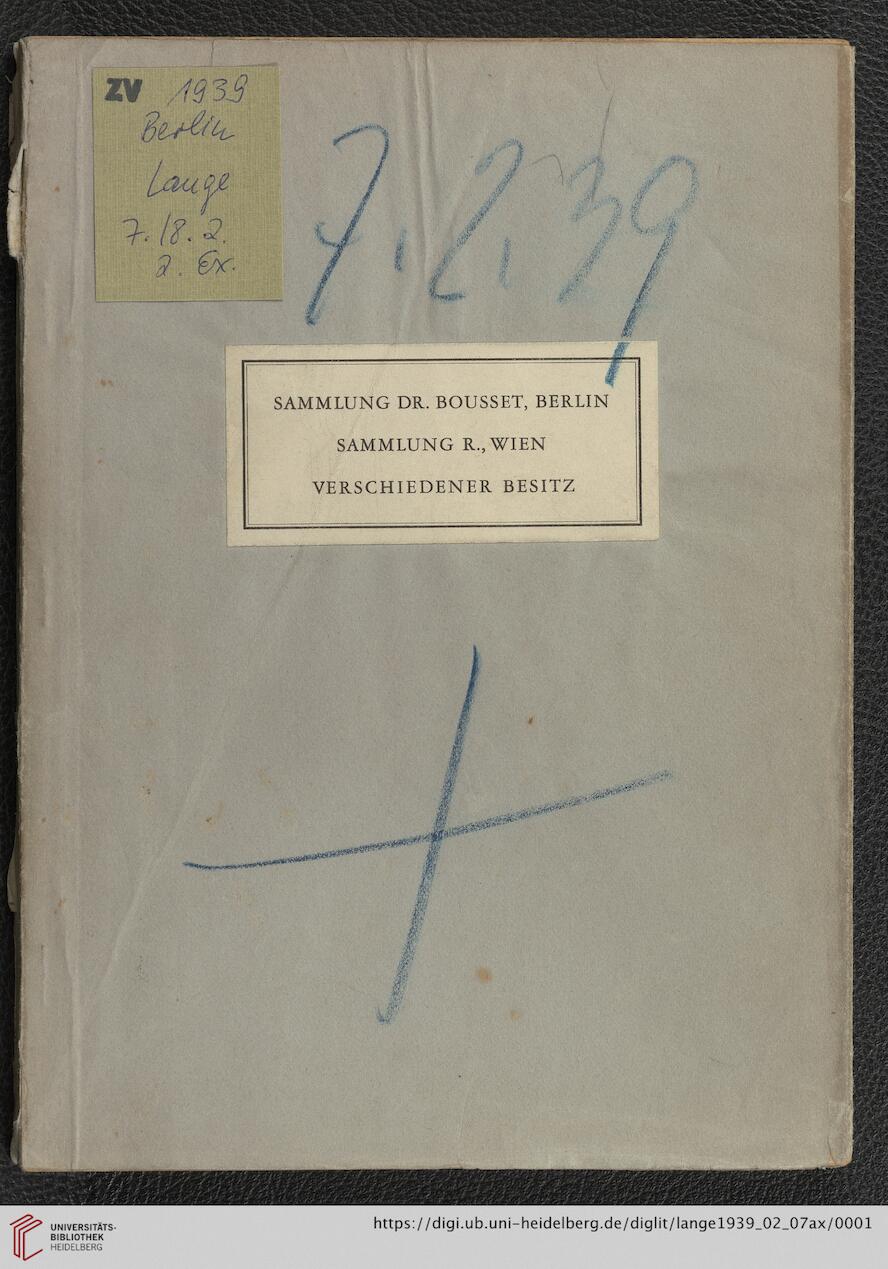 ZV 1939
Berlin
Lange
7./8. 2.
2. Ex.
7. 2. 39
SAMMLUNG DR. BOUSSET, BERLIN
SAMMLUNG R., WIEN
VERSCHIEDENER BESITZ
UNIVERSITÄTS-
BIBLIOTHEK
HEIDELBERG
https://digi.ub.uni-heidelberg.de/diglit/lange1939_02_07ax/0001